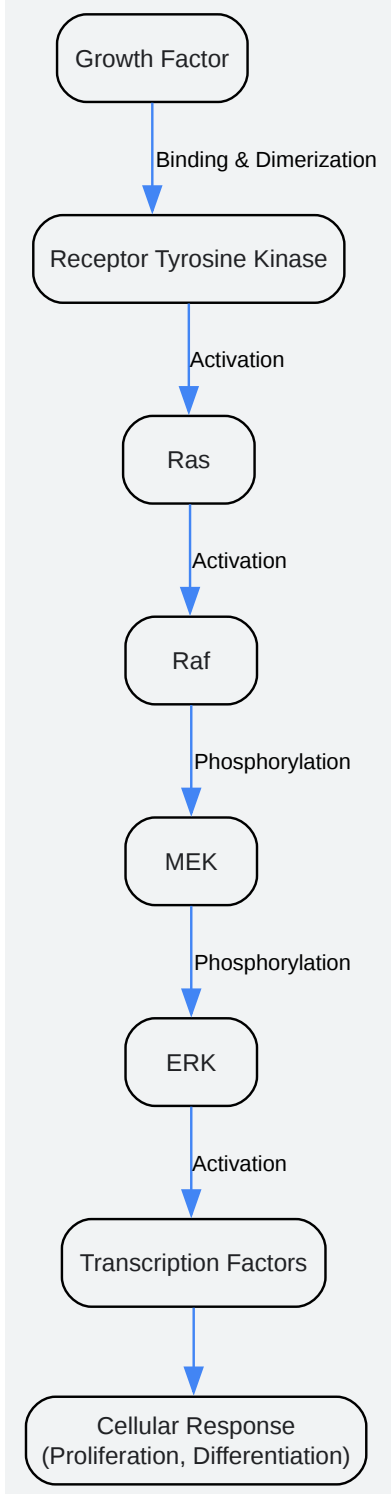 Growth Factor
Binding & Dimerization
Receptor Tyrosine Kinase
Activation
Ras
Activation
Raf
Phosphorylation
MEK
Phosphorylation
ERK
Activation
Transcription Factors
Cellular Response
(Proliferation, Differentiation)